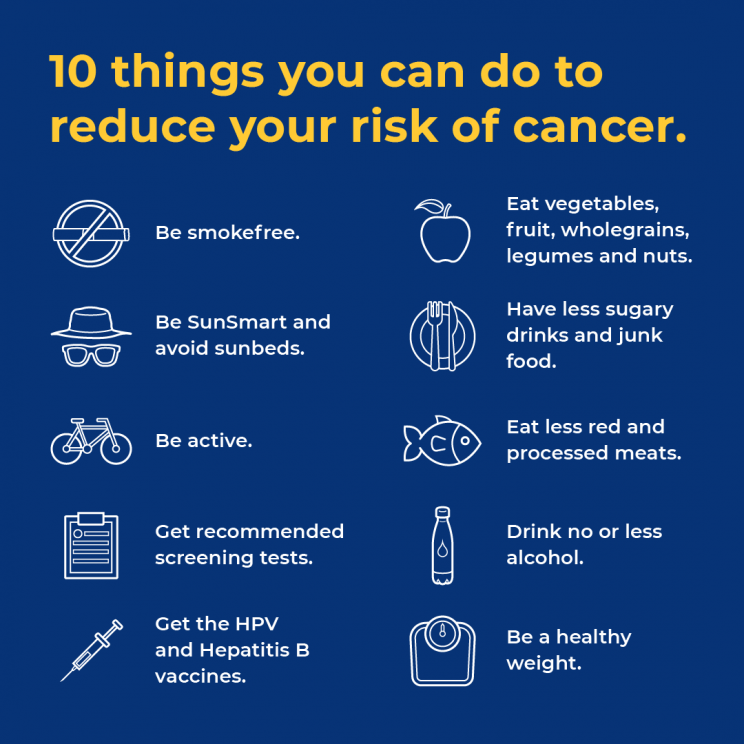 10 things you can do to
reduce your risk of cancer.
Be smokefree.
Be SunSmart and
avoid sunbeds.
Be active.
Get recommended
screening tests.
Get the HPV
and Hepatitis B
vaccines.
Eat vegetables,
fruit, wholegrains,
legumes and nuts.
Have less sugary
drinks and junk
food.
Eat less red and
processed meats.
Drink no or less
alcohol.
Be a healthy
weight.